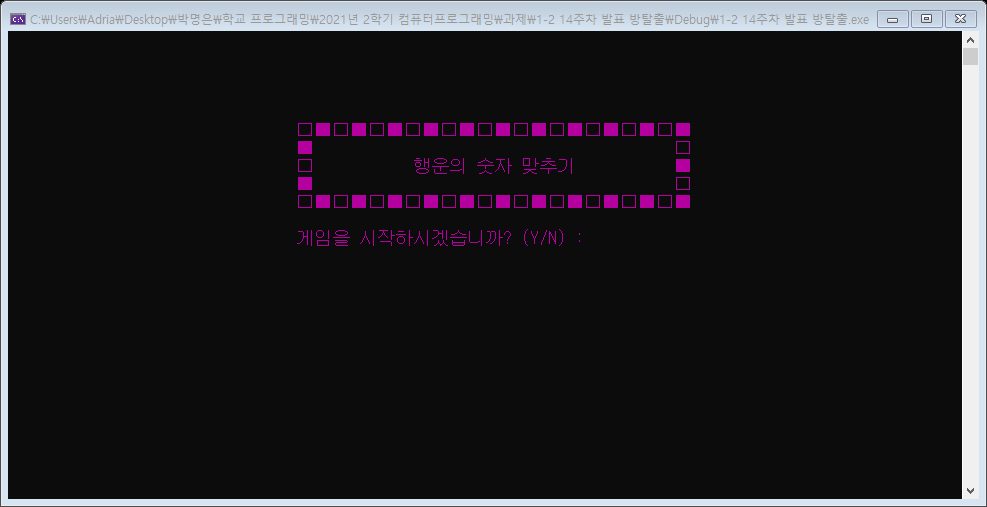 C:\Users\Adria\Desktop\박명은\학교 프로그래밍\2021년 2학기 컴퓨터프로그래밍\과제\1-2 14주차 발표 방탈출\Debug\1-2 14주차 발표 방탈출.exe
행운의 숫자 맞추기
게임을 시작하시겠습니까? (Y/N) :